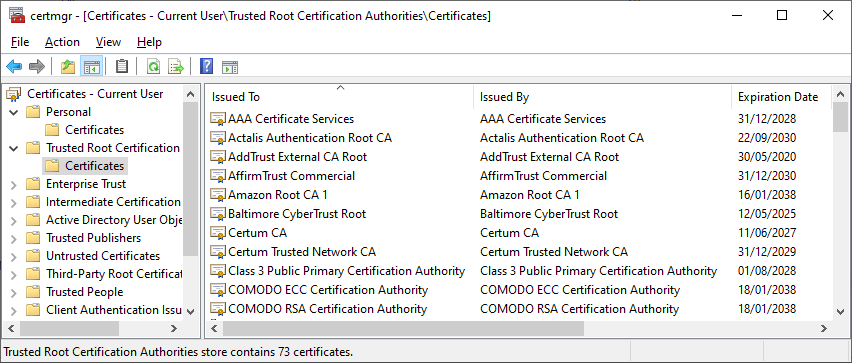 certmgr - [Certificates - Current User\Trusted Root Certification Authorities\Certificates]
File Action View Help
Certificates - Current User
Personal
Certificates
Trusted Root Certification
Certificates
Enterprise Trust
Intermediate Certification
Active Directory User Obje
Trusted Publishers
Untrusted Certificates
Third-Party Root Certificat
Trusted People
Client Authentication Issu
Issued To Issued By Expiration Date
AAA Certificate Services AAA Certificate Services 31/12/2028
Actalis Authentication Root CA Actalis Authentication Root CA 22/09/2030
AddTrust External CA Root AddTrust External CA Root 30/05/2020
AffirmTrust Commercial AffirmTrust Commercial 31/12/2030
Amazon Root CA 1 Amazon Root CA 1 16/01/2038
Baltimore CyberTrust Root Baltimore CyberTrust Root 12/05/2025
Certum CA Certum CA 11/06/2027
Certum Trusted Network CA Certum Trusted Network CA 31/12/2029
Class 3 Public Primary Certification Authority Class 3 Public Primary Certification Authority 01/08/2028
COMODO ECC Certification Authority COMODO ECC Certification Authority 18/01/2038
COMODO RSA Certification Authority COMODO RSA Certification Authority 18/01/2038
Trusted Root Certification Authorities store contains 73 certificates.